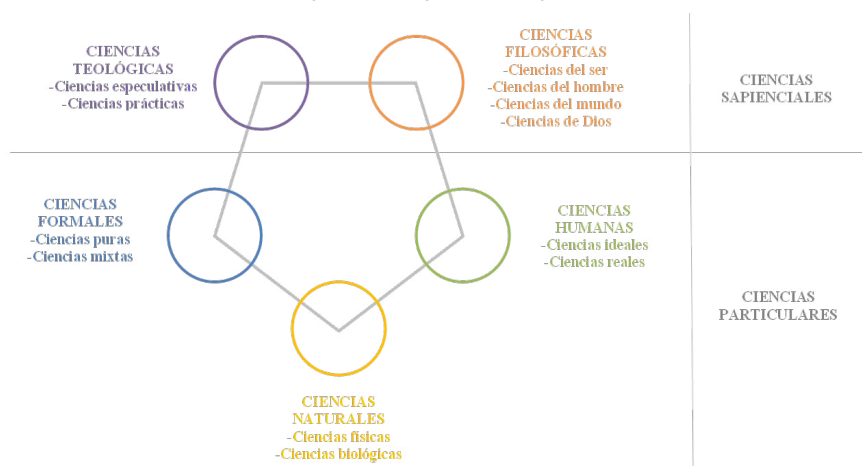 CIENCIAS
TEOLÓGICAS
-Ciencias especulativas
-Ciencias prácticas
CIENCIAS
FILOSÓFICAS
-Ciencias del ser
-Ciencias del hombre
-Ciencias del mundo
-Ciencias de Dios
CIENCIAS
SAPIENCIALES
CIENCIAS
FORMALES
-Ciencias puras
-Ciencias mixtas
CIENCIAS
HUMANAS
-Ciencias ideales
-Ciencias reales
CIENCIAS
PARTICULARES
CIENCIAS
NATURALES
-Ciencias físicas
-Ciencias biológicas